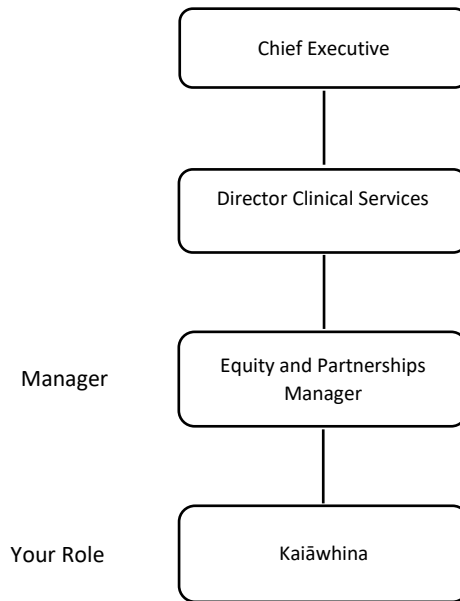 Chief Executive
Director Clinical Services
Manager
Equity and Partnerships
Manager
Your Role
Kaiāwhina